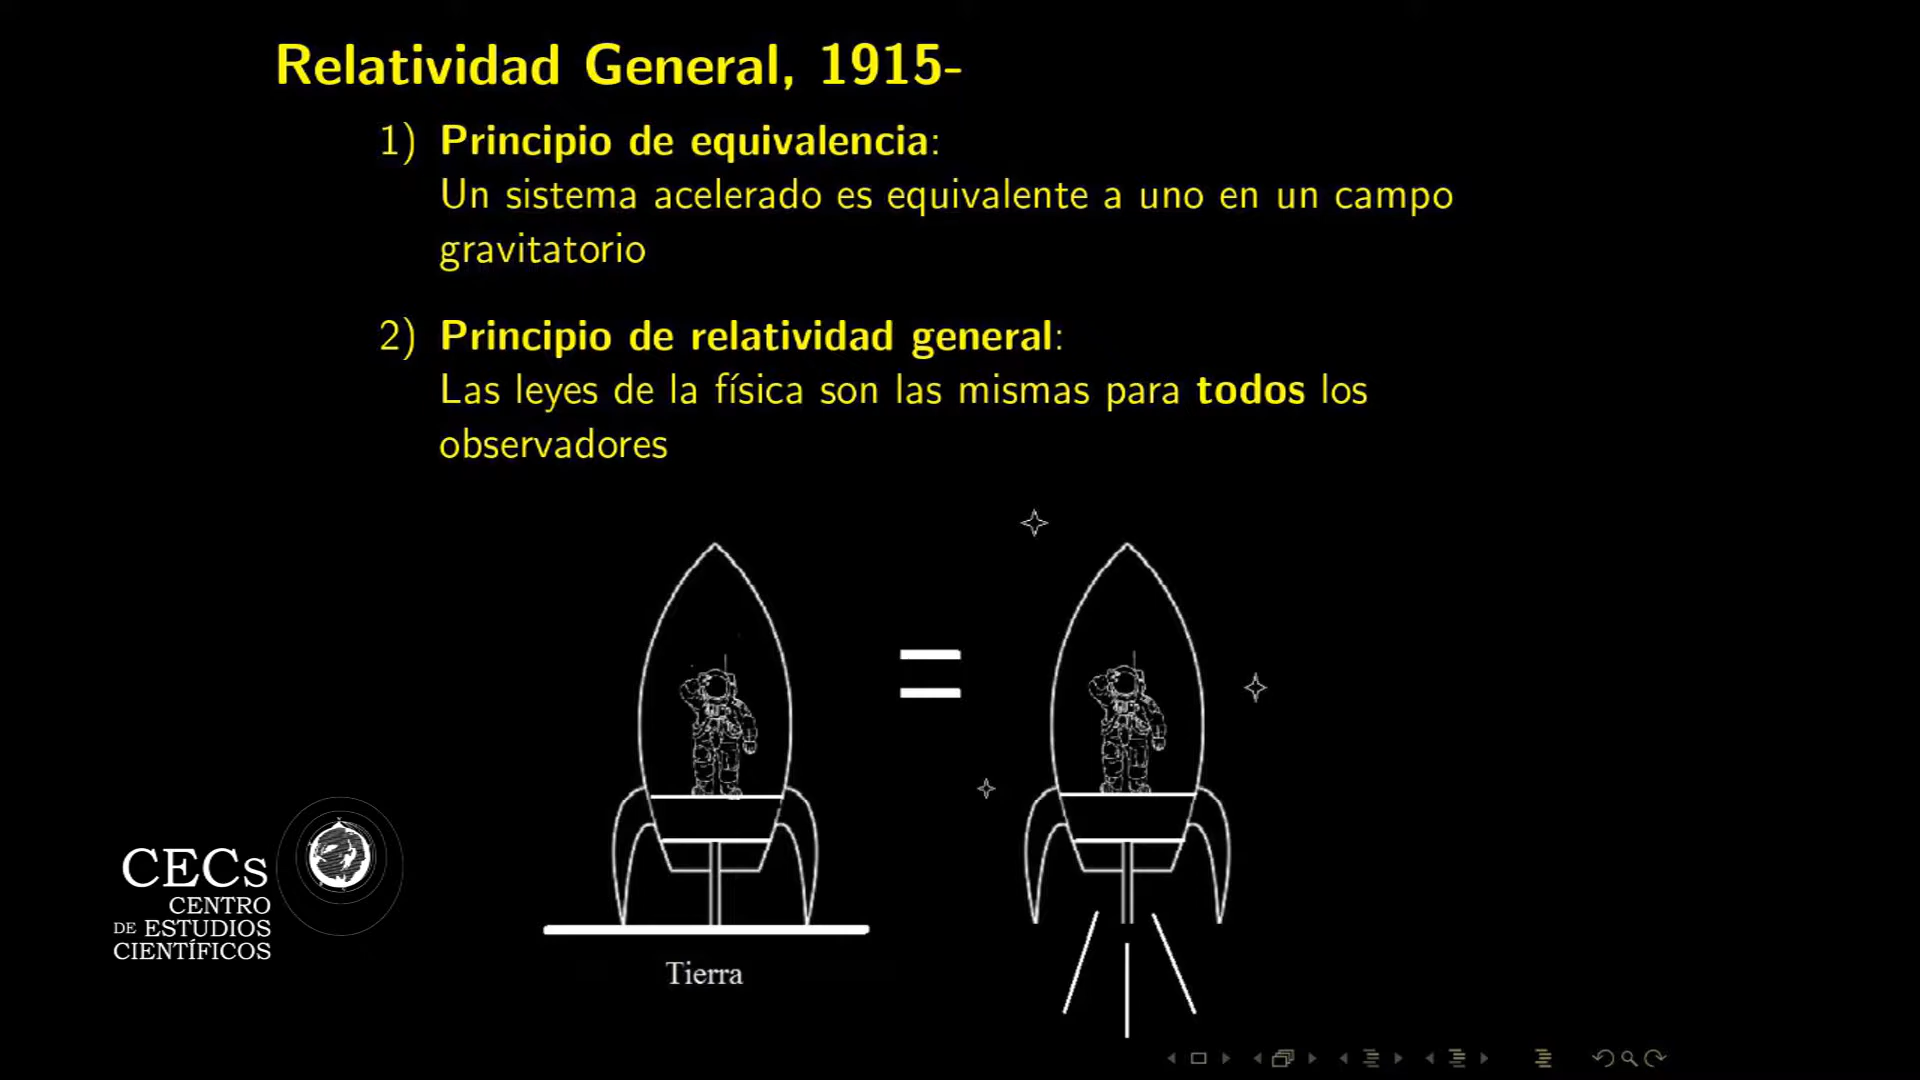 Relatividad General, 1915-
1) Principio de equivalencia:
Un sistema acelerado es equivalente a uno en un campo
gravitatorio
2) Principio de relatividad general:
Las leyes de la física son las mismas para todos los
observadores
=
CECs
CENTRO
DE ESTUDIOS
CIENTÍFICOS
Tierra